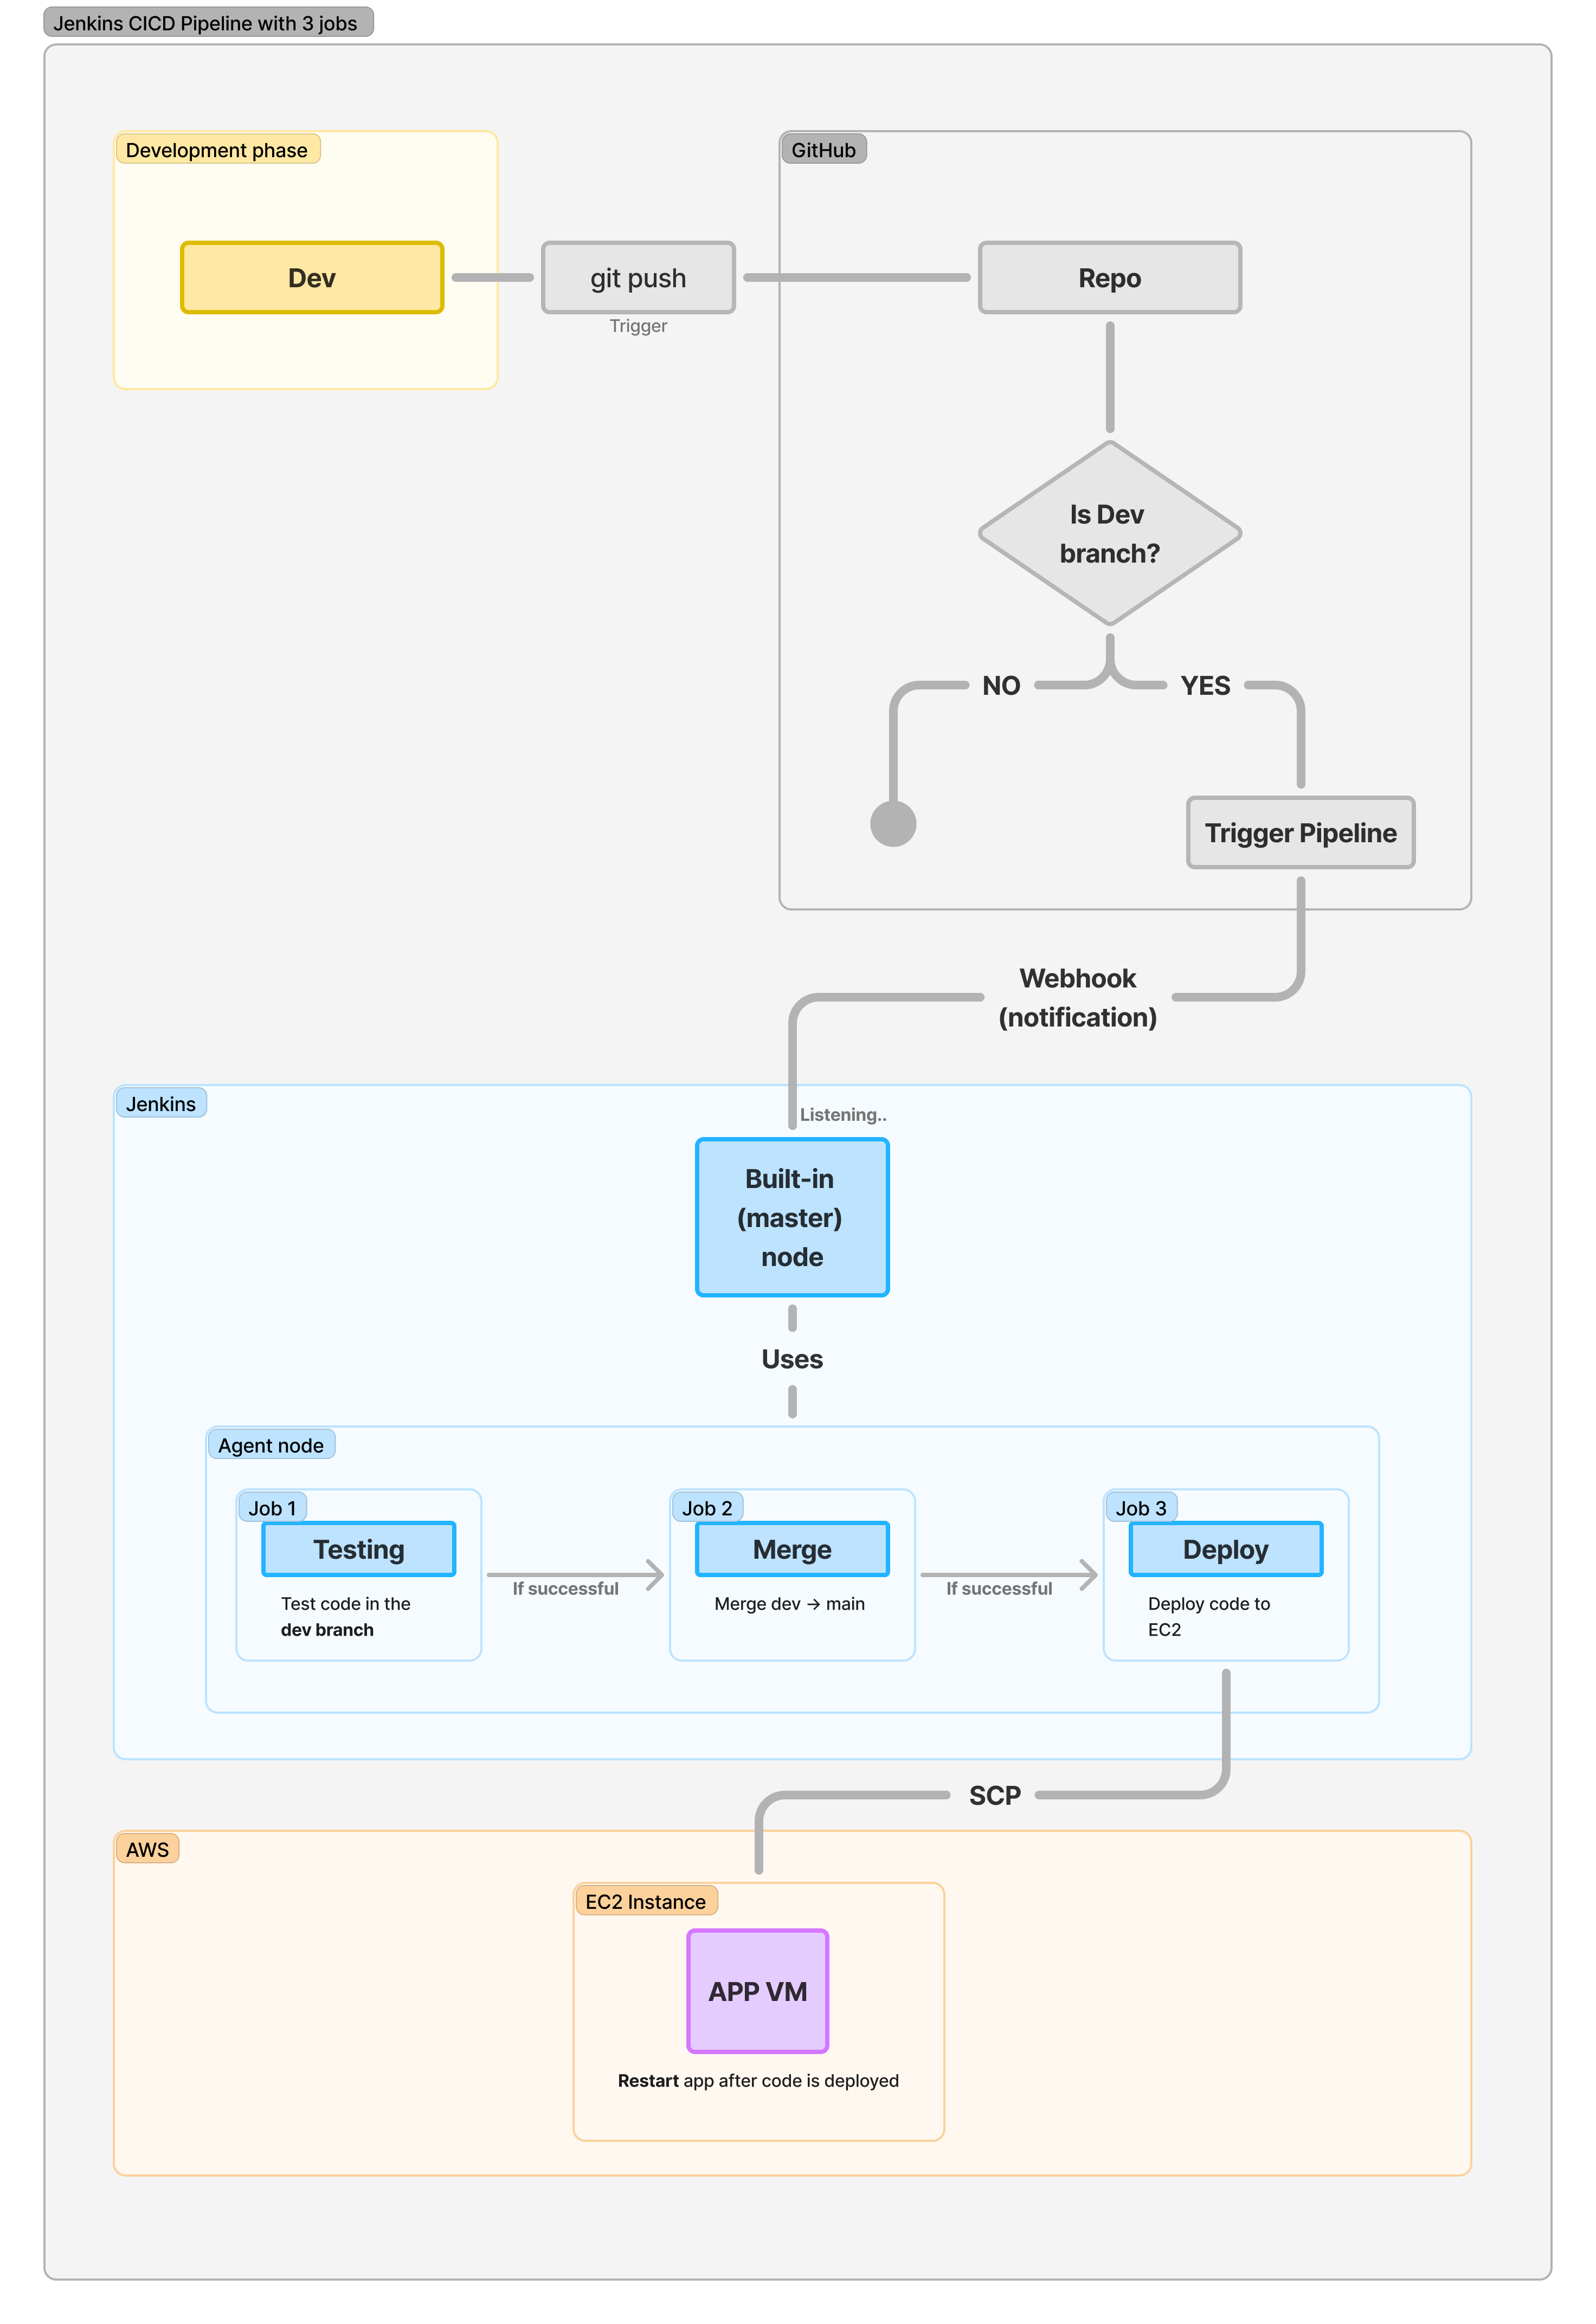 Jenkins CICD Pipeline with 3 jobs
Development phase
Dev
git push
Trigger
GitHub
Repo
Is Dev
branch?
NO
YES
Trigger Pipeline
Webhook
(notification)
Jenkins
Listening..
Built-in
(master)
node
Uses
Agent node
Job 1
Testing
Test code in the
dev branch
If successful
Job 2
Merge
Merge dev → main
If successful
Job 3
Deploy
Deploy code to
EC2
SCP
AWS
EC2 Instance
APP VM
Restart app after code is deployed